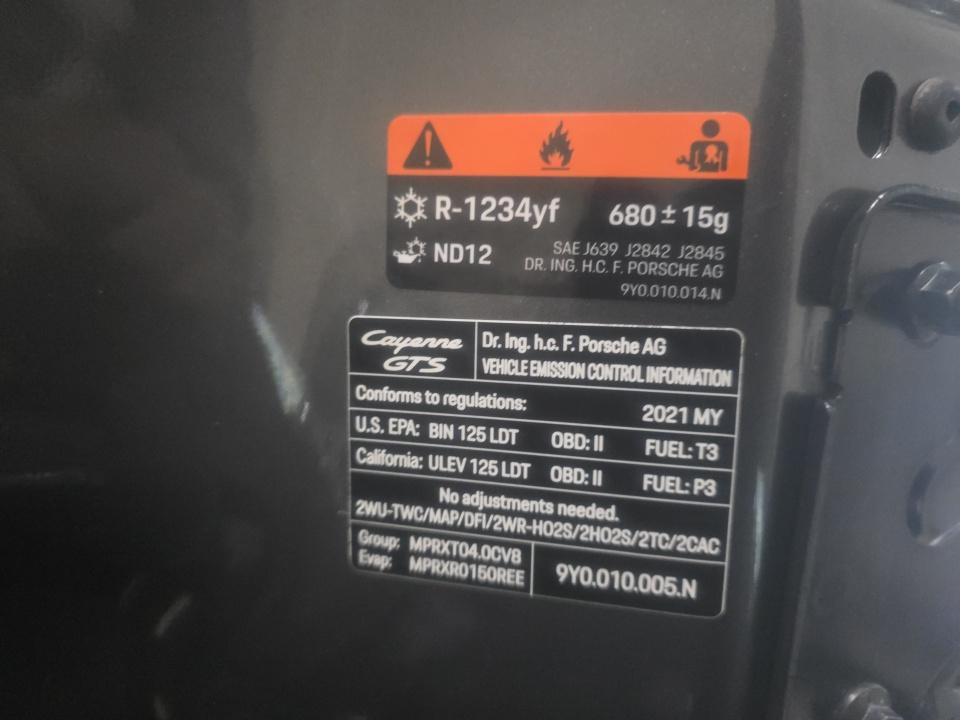 R-1234yf 680 ± 15g
ND12
SAE J639 J2842 J2845
DR. ING. H.C. F. PORSCHE AG
9Y0.010.014.N
Cayenne
GTS
Dr. Ing. h.c. F. Porsche AG
VEHICLE EMISSION CONTROL INFORMATION
Conforms to regulations: 2021 MY
U.S. EPA: BIN 125 LDT OBD: II FUEL: T3
California: ULEV 125 LDT OBD: II FUEL: P3
No adjustments needed.
2WU-TWC/MAP/DFI/2WR-HO2S/2HO2S/2TC/2CAC
Group: MPRXT04.0CV8
Evap: MPRXR0150REE
9Y0.010.005.N